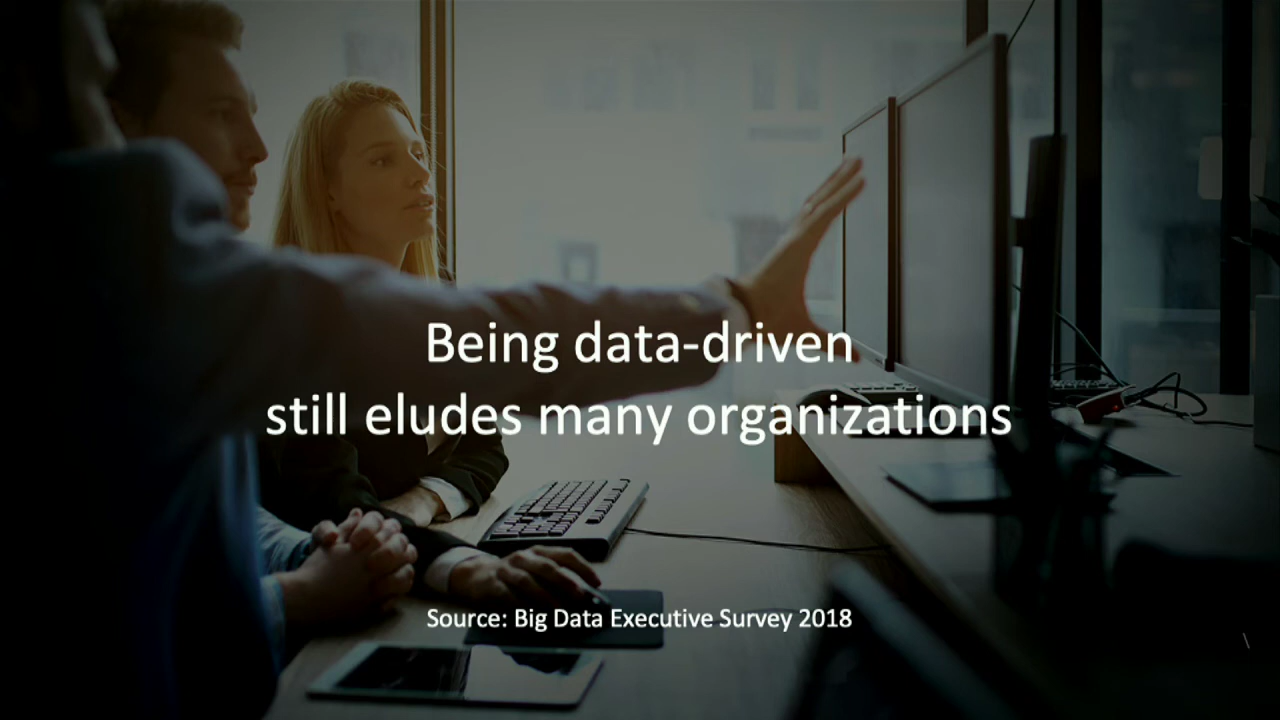 Being data-driven
still eludes many organizations
Source: Big Data Executive Survey 2018